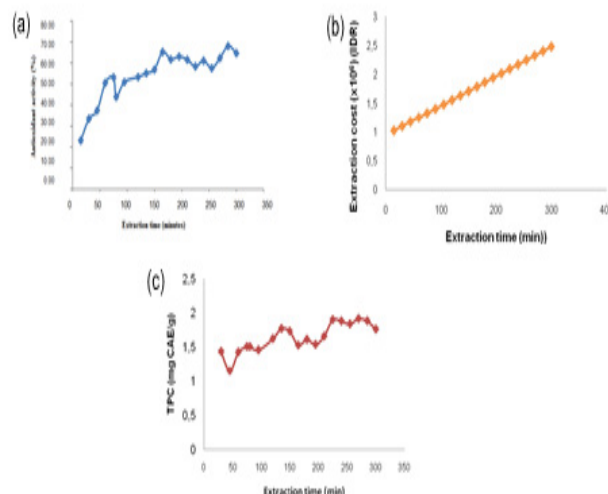 (a)
80.00
70.00
60.00
50.00
40.00
30.00
20.00
10.00
0.00
Antioxidant activity (%)
0 50 100 150 200 250 300 350
Extraction time (minutes)
(b)
3
2,5
2
1,5
1
0,5
0
Extraction cost (x10⁶) (IDR)
0 100 200 300 40
Extraction time (min))
(c)
2,5
2
1,5
1
0,5
0
TPC (mg CAE/g)
0 50 100 150 200 250 300 350
Extraction time (min)